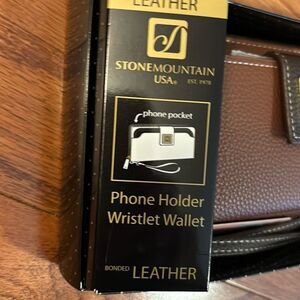 LEATHER
STONEMOUNTAIN
USA® EST. 1978
phone pocket
Phone Holder
Wristlet Wallet
BONDED LEATHER